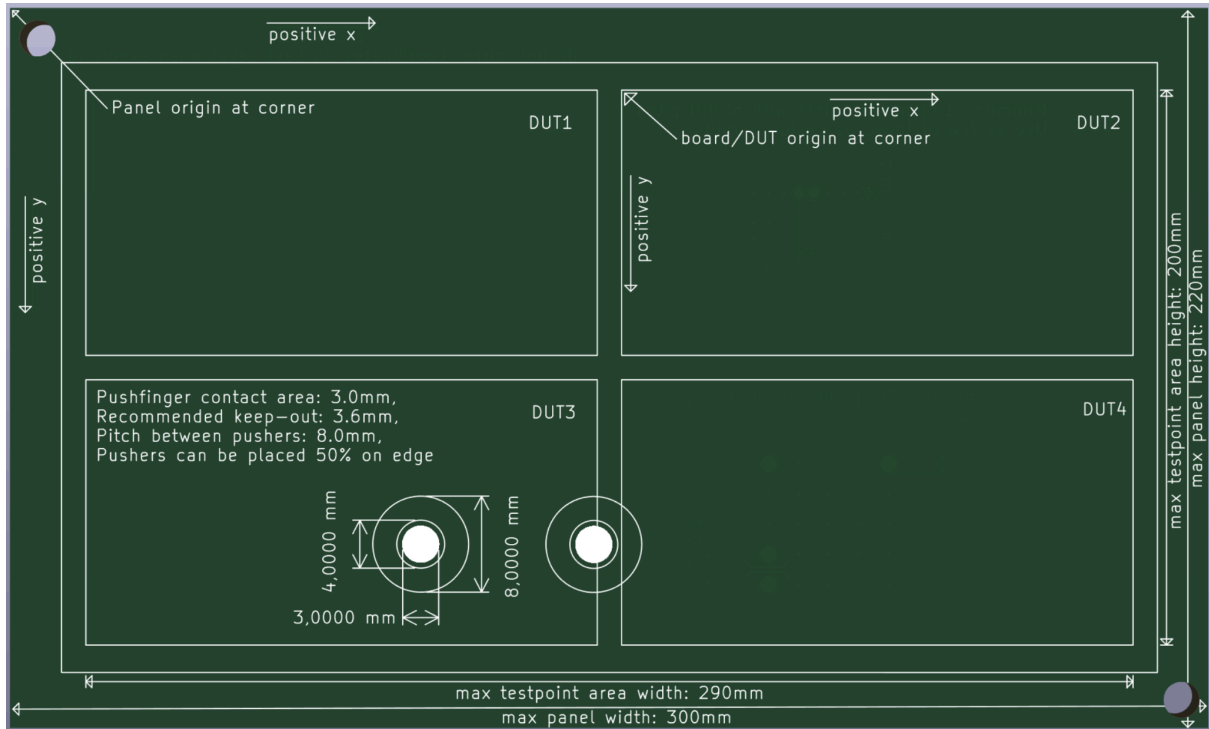 positive x
Panel origin at corner
DUT1
positive x
DUT2
board/DUT origin at corner
positive y
positive y
max testpoint area height: 200mm
max panel height: 220mm
Pushfinger contact area: 3.0mm,
Recommended keep-out: 3.6mm,
Pitch between pushers: 8.0mm,
Pushers can be placed 50% on edge
DUT3
DUT4
4,0000 mm
8,0000 mm
3,0000 mm
max testpoint area width: 290mm
max panel width: 300mm